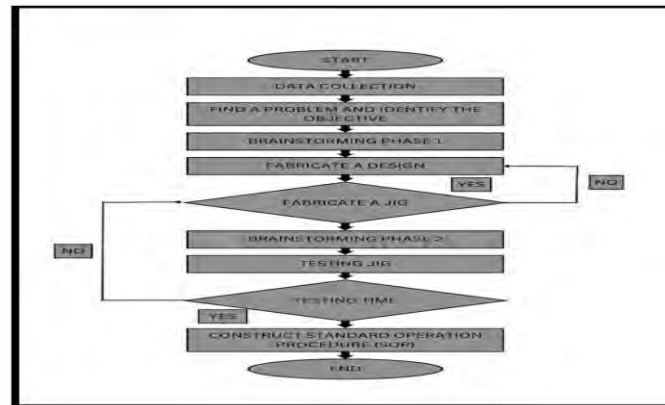 START
DATA COLLECTION
FIND A PROBLEM AND IDENTIFY THE
OBJECTIVE
BRAINSTORMING PHASE 1
FABRICATE A DESIGN
YES
NO
FABRICATE A JIG
BRAINSTORMING PHASE 2
NO
TESTING JIG
TESTING TIME
YES
CONSTRUCT STANDARD OPERATION
PROCEDURE (SOP)
END